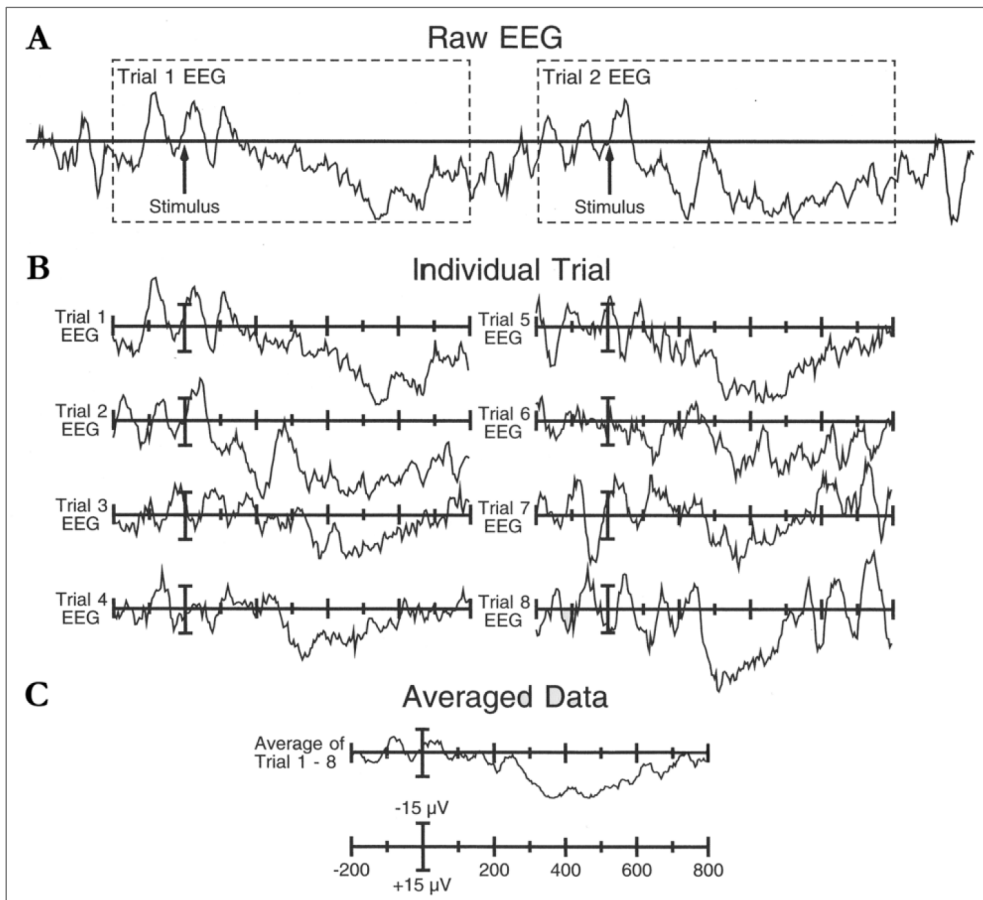 A
Raw EEG
Trial 1 EEG
Trial 2 EEG
Stimulus
Stimulus
B
Individual Trial
Trial 1
EEG
Trial 5
EEG
Trial 2
EEG
Trial 6
EEG
Trial 3
EEG
Trial 7
EEG
Trial 4
EEG
Trial 8
EEG
C
Averaged Data
Average of
Trial 1 - 8
-15 µV
-200 200 400 600 800
+15 µV